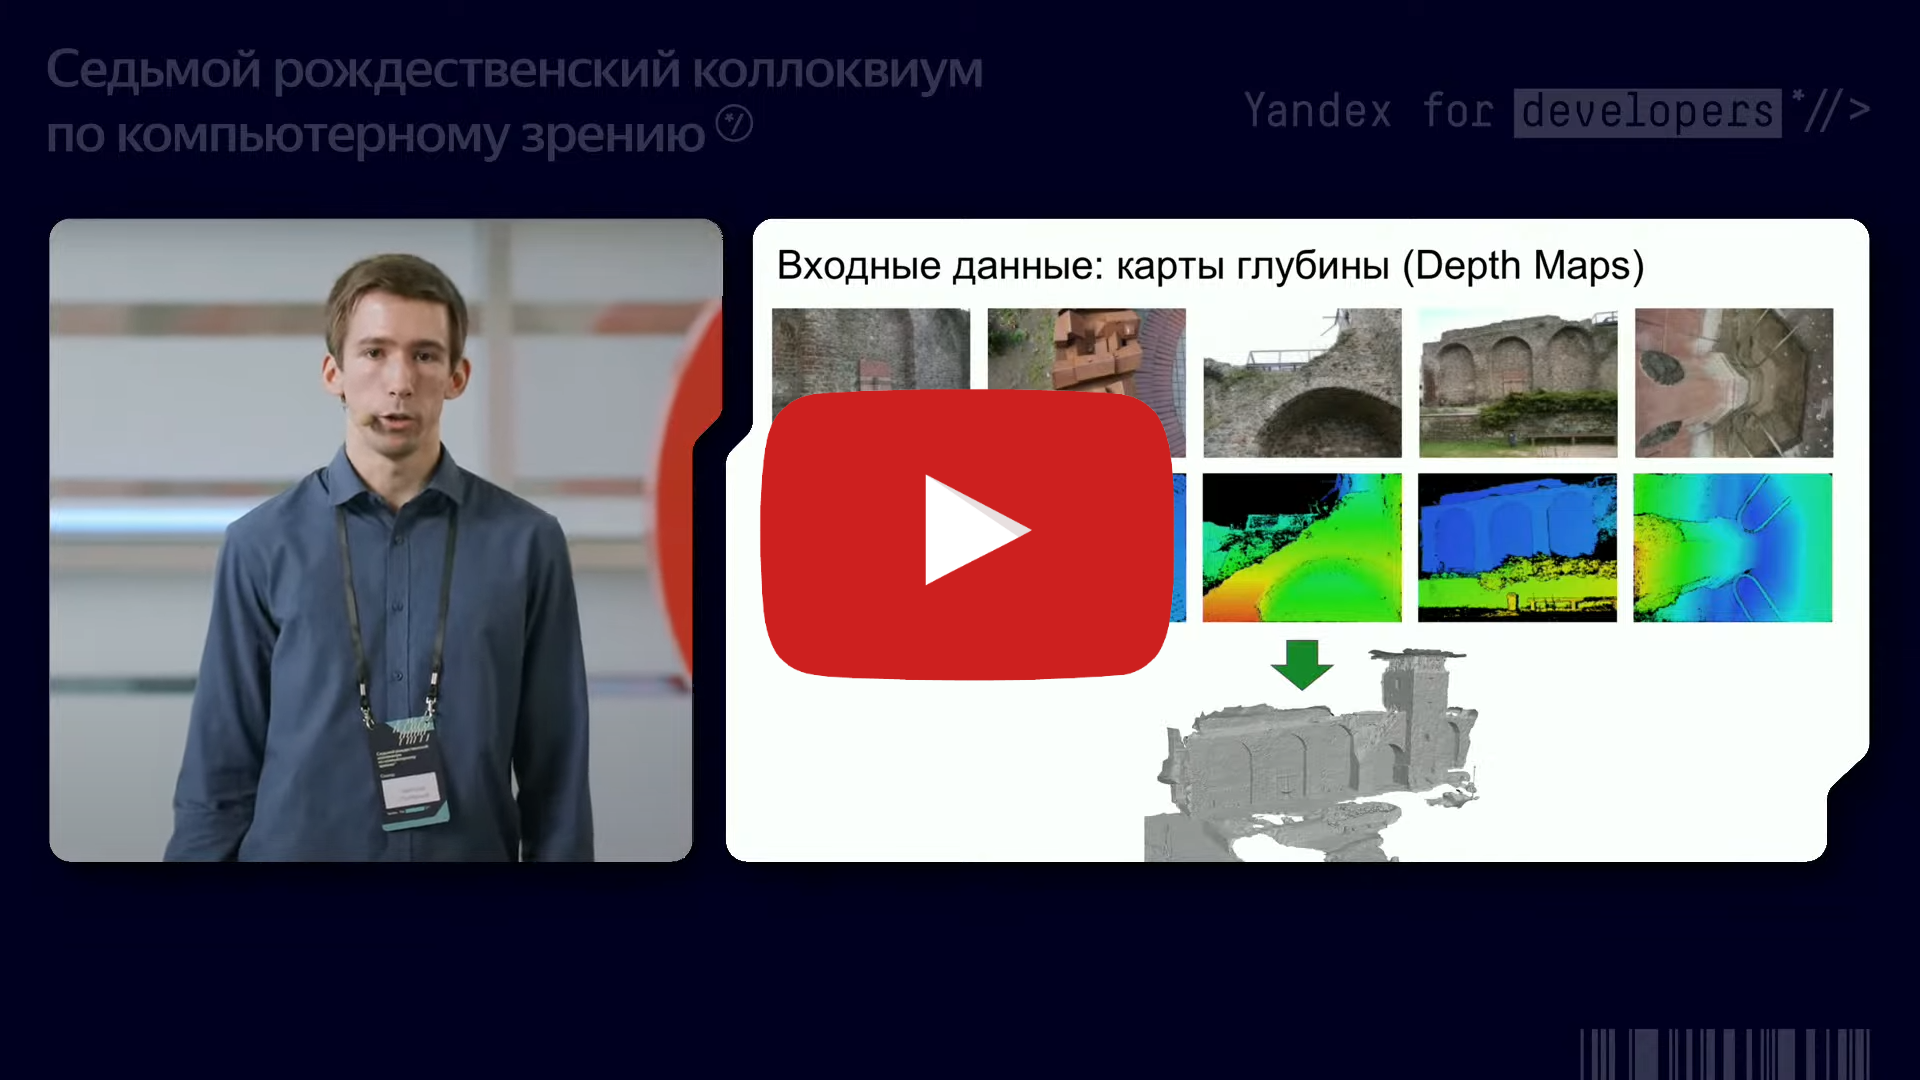 Седьмой рождественский коллоквиум
по компьютерному зрению
Yandex for developers *//>
Входные данные: карты глубины (Depth Maps)